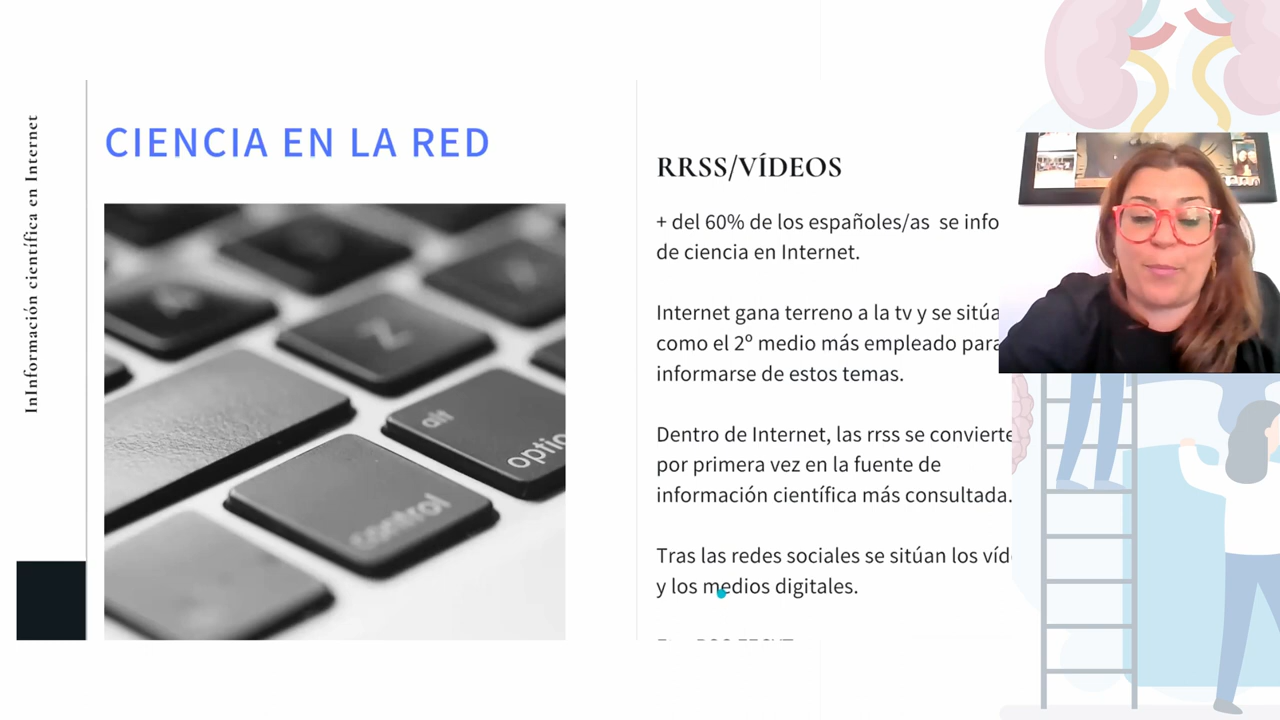 InInformación científica en Internet
CIENCIA EN LA RED
Z
alt
control
RRSS/VÍDEOS
+ del 60% de los españoles/as se info
de ciencia en Internet.
Internet gana terreno a la tv y se sitúa
como el 2º medio más empleado para
informarse de estos temas.
Dentro de Internet, las rrss se convierte
por primera vez en la fuente de
información científica más consultada.
Tras las redes sociales se sitúan los víd
y los medios digitales.